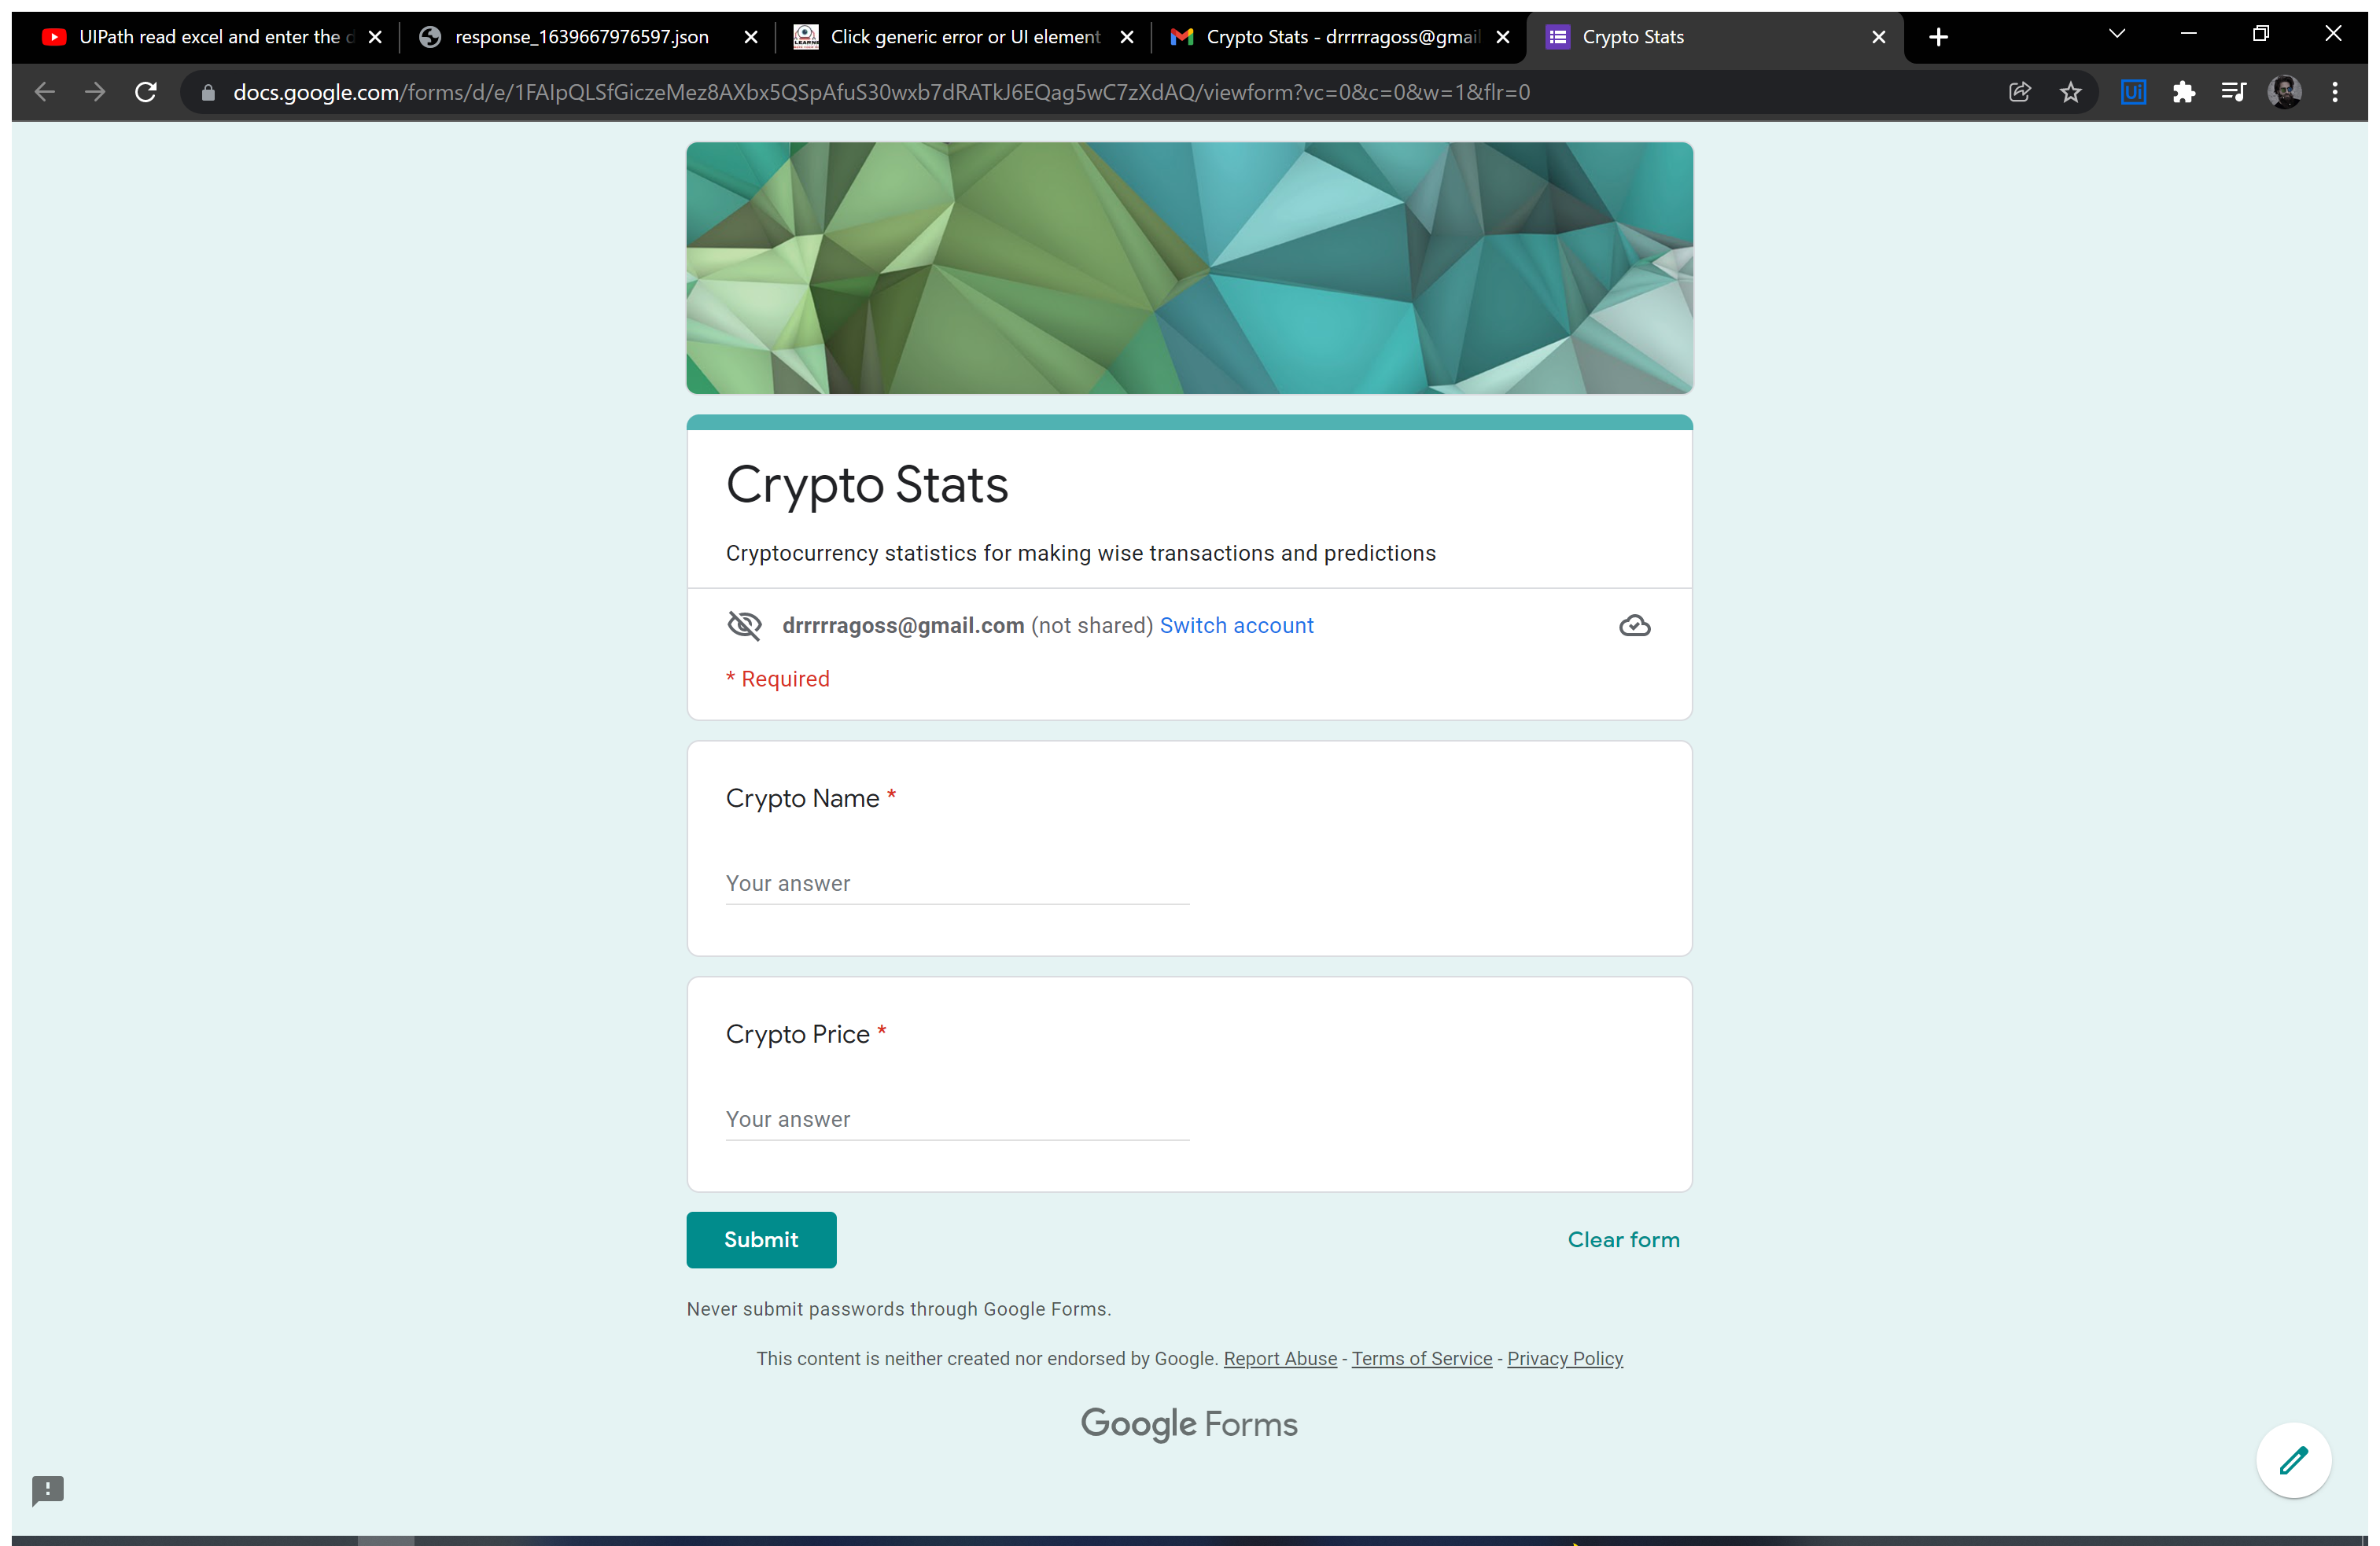 UIPath read excel and enter the d
response_1639667976597.json
Click generic error or UI element
Crypto Stats - drrrrragoss@gmail
Crypto Stats
docs.google.com/forms/d/e/1FAIpQLSfGiczeMez8AXbx5QSpAfuS30wxb7dRATkJ6EQag5wC7zXdAQ/viewform?vc=0&c=0&w=1&flr=0
Ui
Crypto Stats
Cryptocurrency statistics for making wise transactions and predictions
drrrrragoss@gmail.com (not shared) Switch account
* Required
Crypto Name *
Your answer
Crypto Price *
Your answer
Submit
Clear form
Never submit passwords through Google Forms.
This content is neither created nor endorsed by Google. Report Abuse - Terms of Service - Privacy Policy
Google Forms